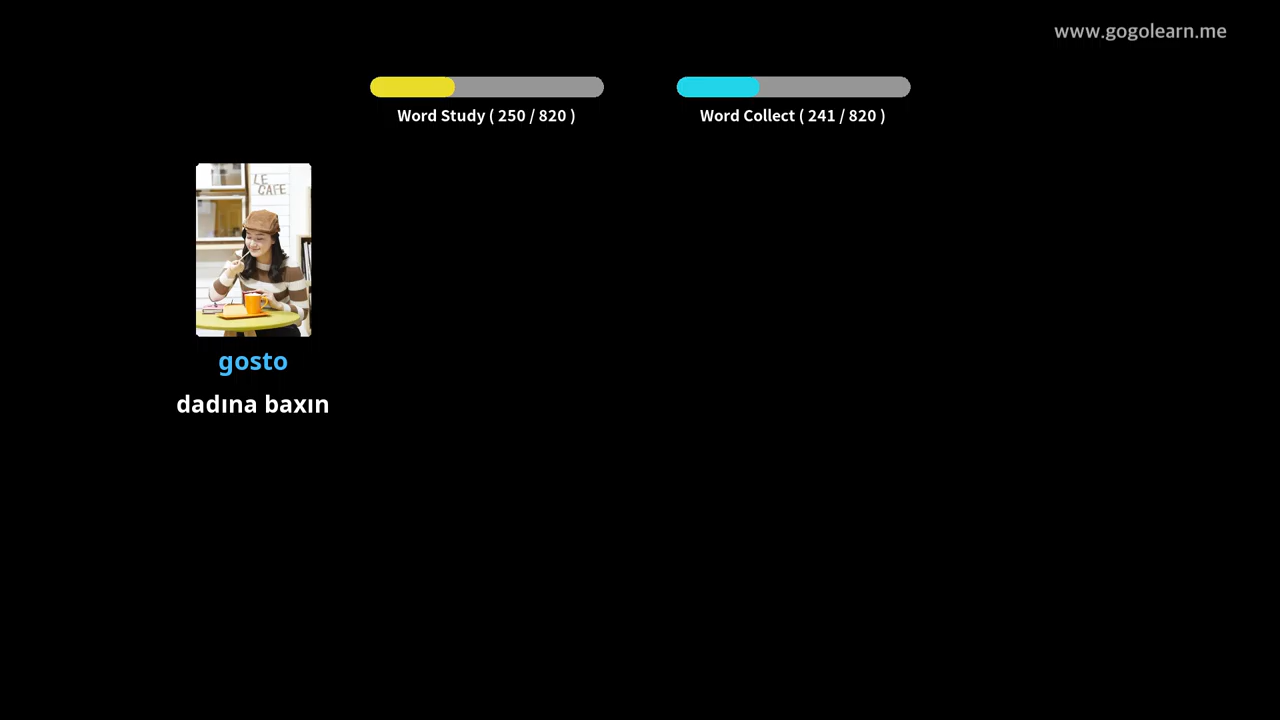 www.gogolearn.me
Word Study ( 250 / 820 )
Word Collect ( 241 / 820 )
LE
CAFE
gosto
dadına baxın